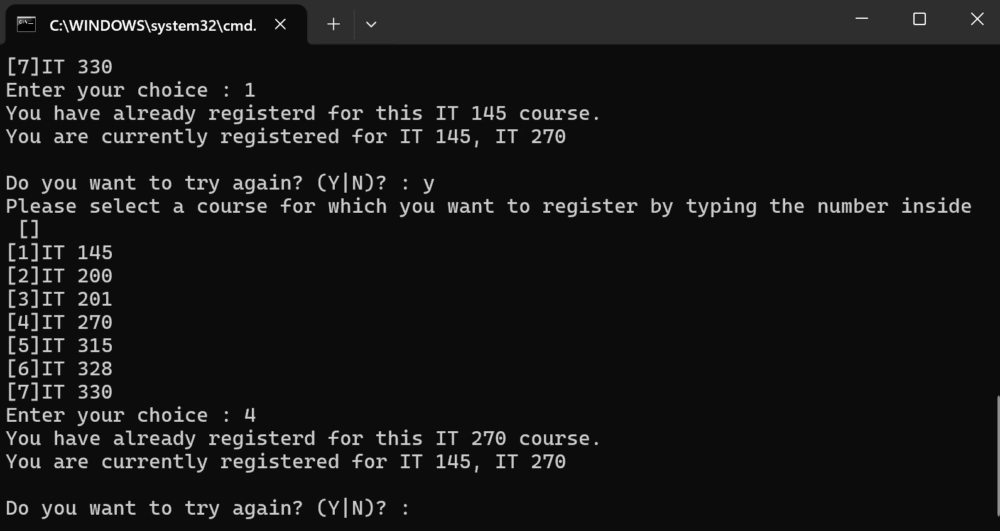 C:\WINDOWS\system32\cmd.
[7]IT 330
Enter your choice : 1
You have already registerd for this IT 145 course.
You are currently registered for IT 145, IT 270
Do you want to try again? (Y|N)? : y
Please select a course for which you want to register by typing the number inside
[]
[1]IT 145
[2]IT 200
[3]IT 201
[4]IT 270
[5]IT 315
[6]IT 328
[7]IT 330
Enter your choice : 4
You have already registerd for this IT 270 course.
You are currently registered for IT 145, IT 270
Do you want to try again? (Y|N)? :